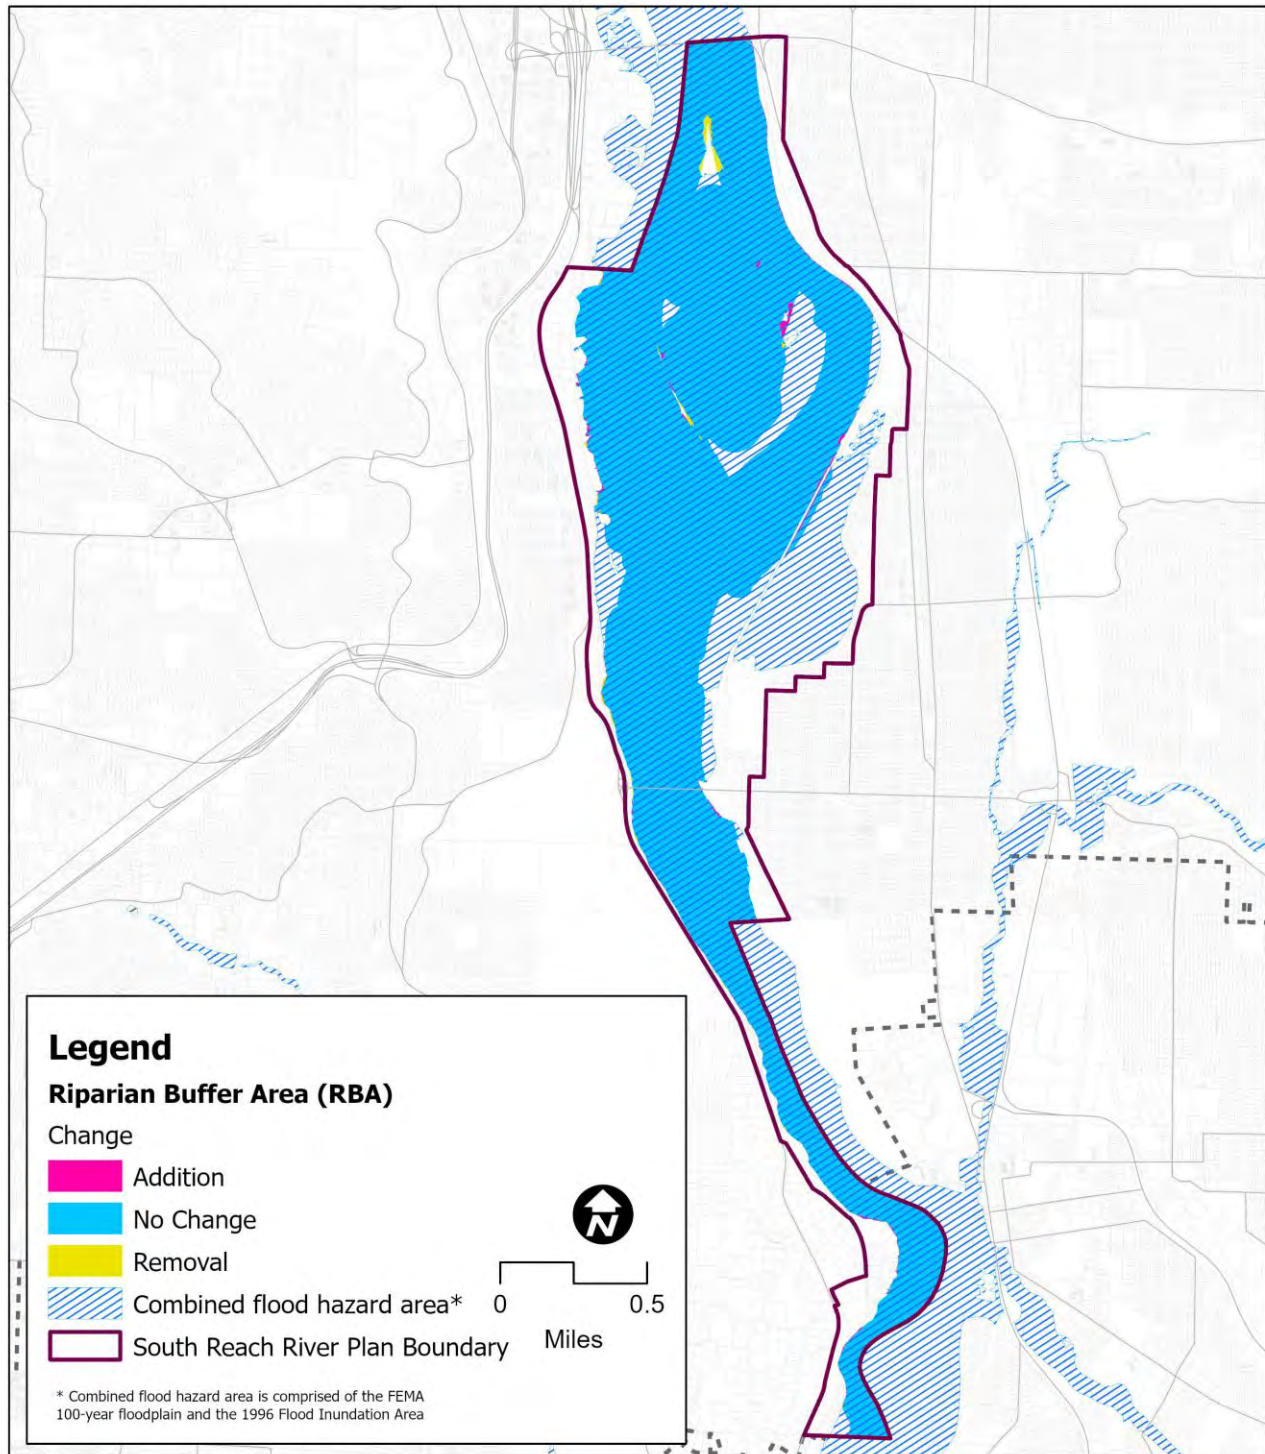 Legend
Riparian Buffer Area (RBA)
Change
Addition
No Change
Removal
Combined flood hazard area*
South Reach River Plan Boundary
N
0 0.5
Miles
* Combined flood hazard area is comprised of the FEMA
100-year floodplain and the 1996 Flood Inundation Area